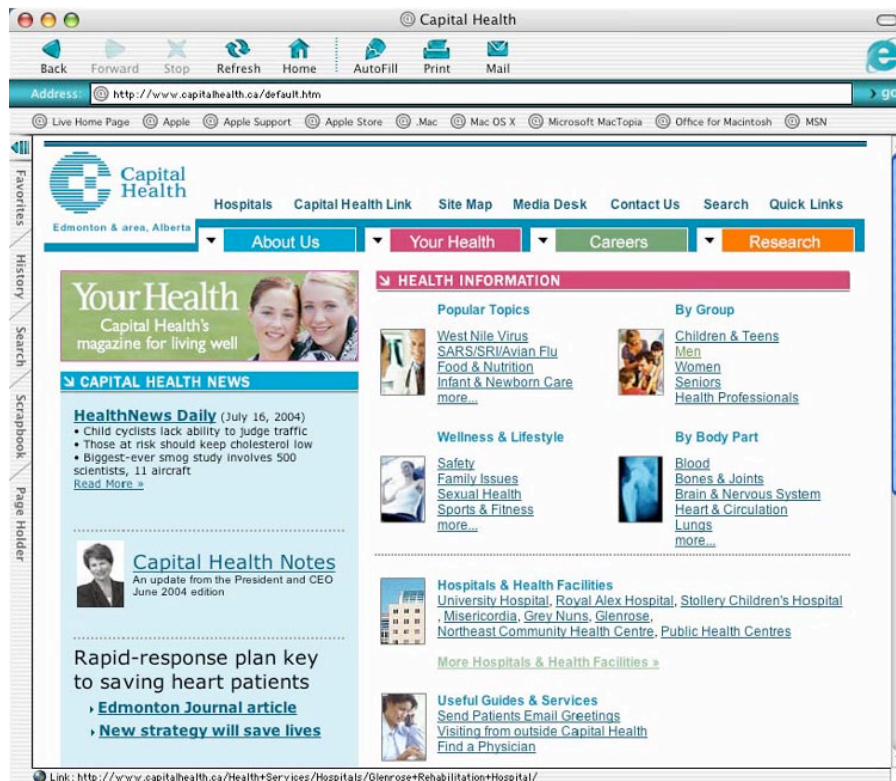 Capital Health
Back Forward Stop Refresh Home AutoFill Print Mail
Address: http://www.capitalhealth.ca/default.htm go
Live Home Page Apple Apple Support Apple Store .Mac Mac OS X Microsoft MacTopia Office for Macintosh MSN
Favorites
History
Search
Scrapbook
Page Holder
Capital
Health
Edmonton & area, Alberta
Hospitals Capital Health Link Site Map Media Desk Contact Us Search Quick Links
About Us Your Health Careers Research
Your Health
Capital Health's
magazine for living well
CAPITAL HEALTH NEWS
HealthNews Daily (July 16, 2004)
• Child cyclists lack ability to judge traffic
• Those at risk should keep cholesterol low
• Biggest-ever smog study involves 500
scientists, 11 aircraft
Read More »
Capital Health Notes
An update from the President and CEO
June 2004 edition
Rapid-response plan key
to saving heart patients
Edmonton Journal article
New strategy will save lives
HEALTH INFORMATION
Popular Topics
West Nile Virus
SARS/SRI/Avian Flu
Food & Nutrition
Infant & Newborn Care
more...
By Group
Children & Teens
Men
Women
Seniors
Health Professionals
Wellness & Lifestyle
Safety
Family Issues
Sexual Health
Sports & Fitness
more...
By Body Part
Blood
Bones & Joints
Brain & Nervous System
Heart & Circulation
Lungs
more...
Hospitals & Health Facilities
University Hospital, Royal Alex Hospital, Stollery Children's Hospital
, Misericordia, Grey Nuns, Glenrose,
Northeast Community Health Centre, Public Health Centres
More Hospitals & Health Facilities »
Useful Guides & Services
Send Patients Email Greetings
Visiting from outside Capital Health
Find a Physician
Link: http://www.capitalhealth.ca/Health+Services/Hospitals/Glenrose+Rehabilitation+Hospital/